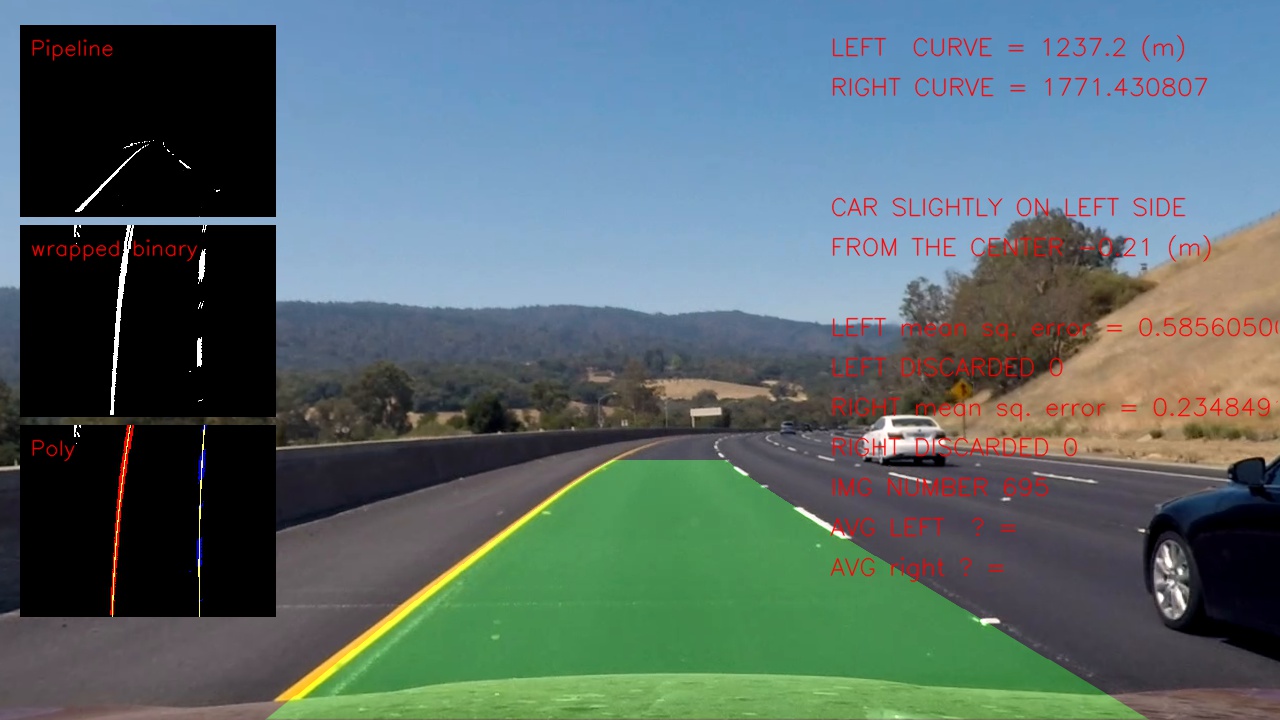 Pipeline
wrapped binary
Poly
LEFT CURVE = 1237.2 (m)
RIGHT CURVE = 1771.430807
CAR SLIGHTLY ON LEFT SIDE
FROM THE CENTER -0.21 (m)
LEFT mean sq. error = 0.5856050
LEFT DISCARDED 0
RIGHT mean sq. error = 0.234849
RIGHT DISCARDED 0
IMG NUMBER 695
AVG LEFT ? =
AVG right ? =